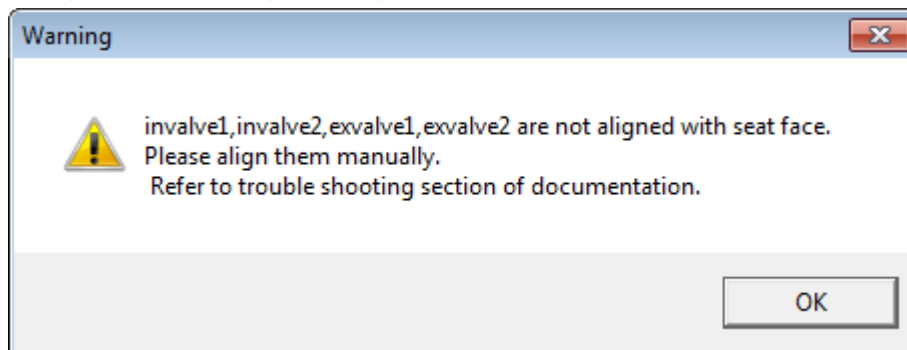 Warning
invalve1,invalve2,exvalve1,exvalve2 are not aligned with seat face.
Please align them manually.
Refer to trouble shooting section of documentation.
OK